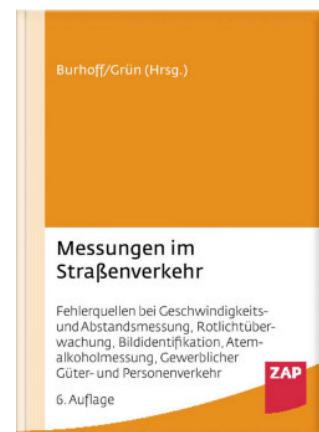 Burhoff/Grün (Hrsg.)
Messungen im
Straßenverkehr
Fehlerquellen bei Geschwindigkeits-
und Abstandsmessung, Rotlichtüber-
wachung, Bildidentifikation, Atem-
alkoholmessung, Gewerblicher
Güter- und Personenverkehr
ZAP
6. Auflage